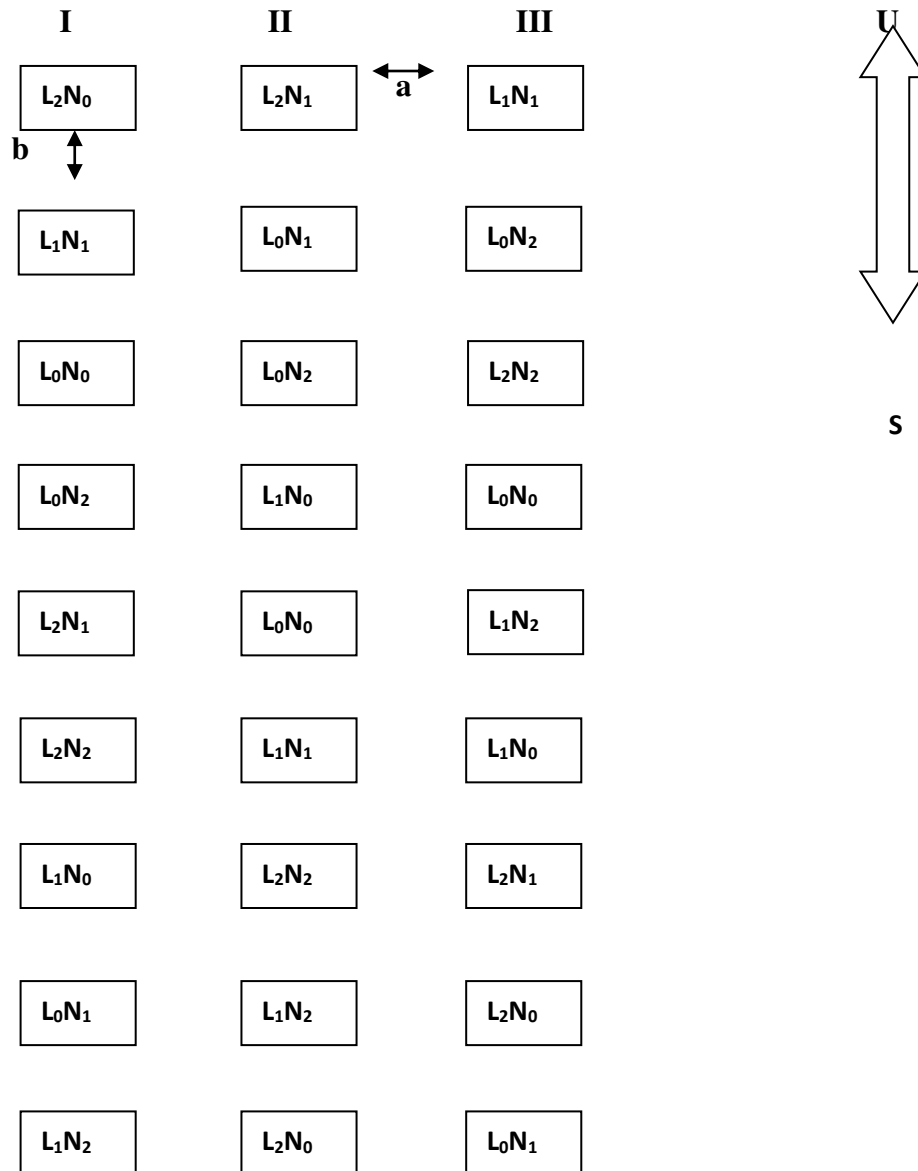 I II III U
L₂N₀ L₂N₁ a L₁N₁
b
L₁N₁ L₀N₁ L₀N₂
L₀N₀ L₀N₂ L₂N₂
S
L₀N₂ L₁N₀ L₀N₀
L₂N₁ L₀N₀ L₁N₂
L₂N₂ L₁N₁ L₁N₀
L₁N₀ L₂N₂ L₂N₁
L₀N₁ L₁N₂ L₂N₀
L₁N₂ L₂N₀ L₀N₁